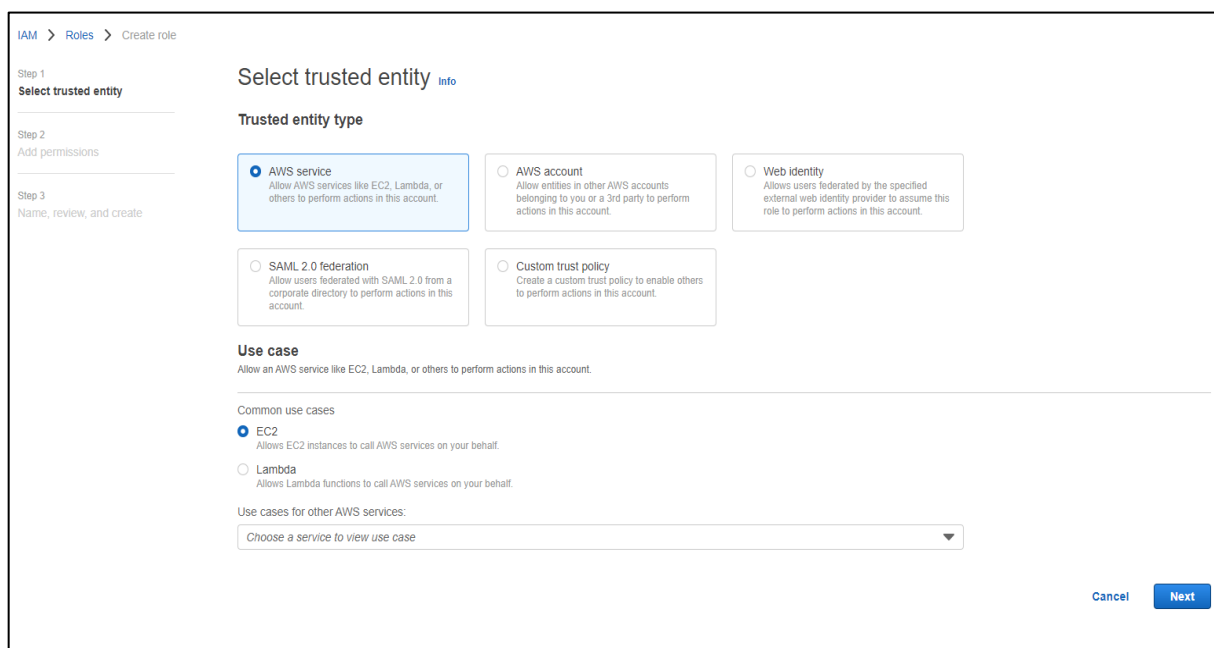 IAM > Roles > Create role
Step 1
Select trusted entity
Step 2
Add permissions
Step 3
Name, review, and create
Select trusted entity Info
Trusted entity type
AWS service
Allow AWS services like EC2, Lambda, or
others to perform actions in this account.
AWS account
Allow entities in other AWS accounts
belonging to you or a 3rd party to perform
actions in this account.
Web identity
Allows users federated by the specified
external web identity provider to assume this
role to perform actions in this account.
SAML 2.0 federation
Allow users federated with SAML 2.0 from a
corporate directory to perform actions in this
account.
Custom trust policy
Create a custom trust policy to enable others
to perform actions in this account.
Use case
Allow an AWS service like EC2, Lambda, or others to perform actions in this account.
Common use cases
EC2
Allows EC2 instances to call AWS services on your behalf.
Lambda
Allows Lambda functions to call AWS services on your behalf.
Use cases for other AWS services:
Choose a service to view use case
Cancel
Next